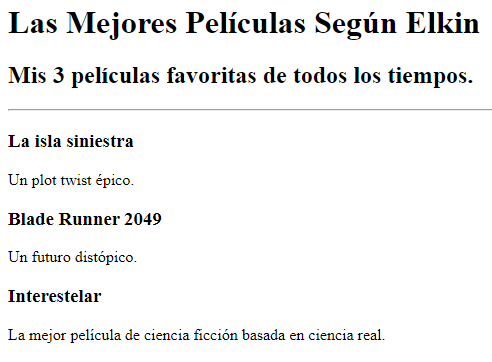 Las Mejores Películas Según Elkin
Mis 3 películas favoritas de todos los tiempos.
La isla siniestra
Un plot twist épico.
Blade Runner 2049
Un futuro distópico.
Interestelar
La mejor película de ciencia ficción basada en ciencia real.